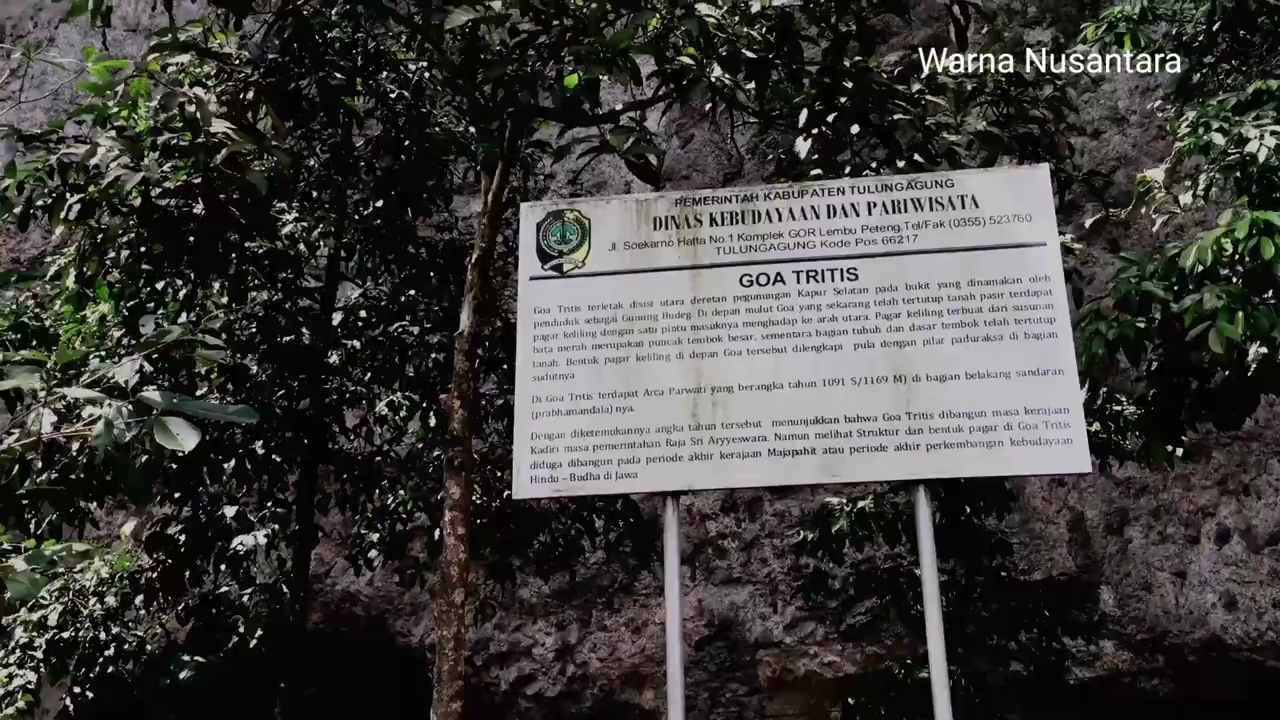 Warna Nusantara
PEMERINTAH KABUPATEN TULUNGAGUNG
DINAS KEBUDAYAAN DAN PARIWISATA
Jl. Soekarno Hatta No.1 Komplek GOR Lembu Peteng,Tel/Fak (0355) 523760
TULUNGAGUNG Kode Pos 66217
GOA TRITIS
Goa Tritis terletak disisi utara deretan pegunungan Kapur Selatan pada bukit yang dinamakan oleh
penduduk sebagai Gunung Budeg. Di depan mulut Goa yang sekarang telah tertutup tanah pasir terdapat
pagar keliling dengan satu pintu masuknya menghadap ke arah utara. Pagar keliling terbuat dari susunan
bata merah merupakan puncak tembok besar, sementara bagian tubuh dan dasar tembok telah tertutup
tanah. Bentuk pagar keliling di depan Goa tersebut dilengkapi pula dengan pilar paduraksa di bagian
sudutnya
Di Goa Tritis terdapat Arca Parwati yang berangka tahun 1091 S/1169 M) di bagian belakang sandaran
(prabhamandala) nya.
Dengan diketemukannya angka tahun tersebut menunjukkan bahwa Goa Tritis dibangun masa kerajaan
Kadiri masa pemerintahan Raja Sri Aryyeswara. Namun melihat Struktur dan bentuk pagar di Goa Tritis
diduga dibangun pada periode akhir kerajaan Majapahit atau periode akhir perkembangan kebudayaan
Hindu – Budha di Jawa